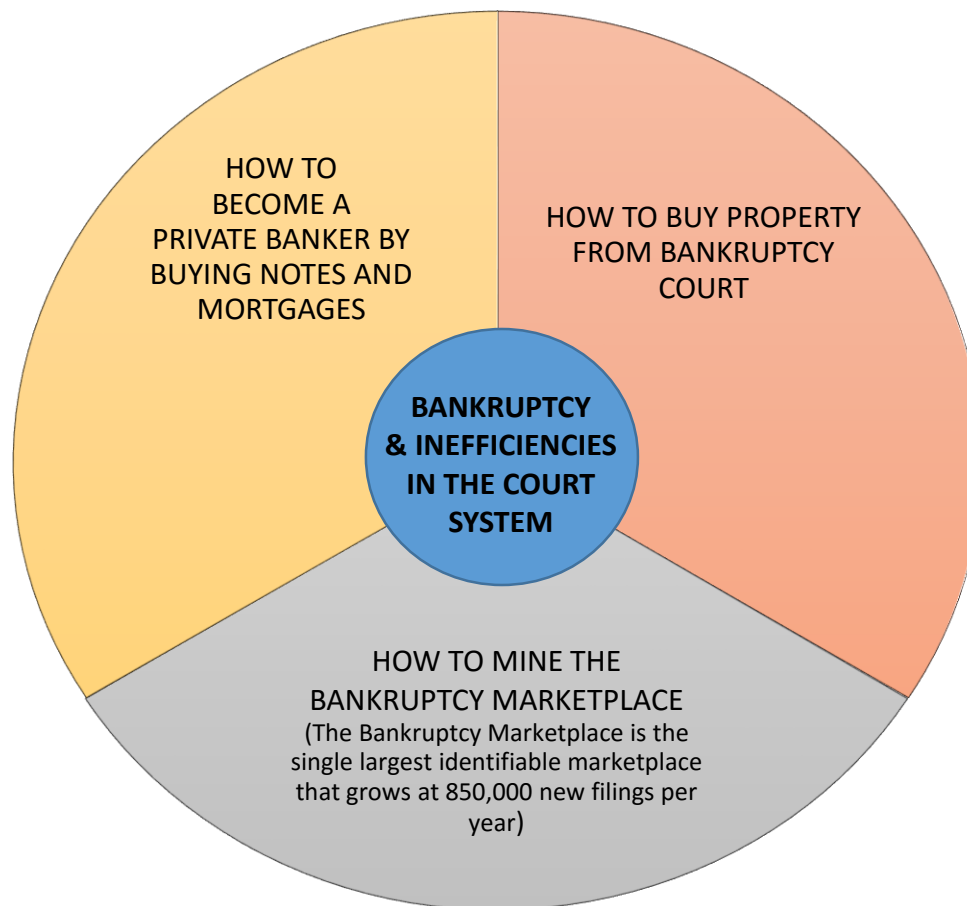 HOW TO
BECOME A
PRIVATE BANKER BY
BUYING NOTES AND
MORTGAGES
HOW TO BUY PROPERTY
FROM BANKRUPTCY
COURT
BANKRUPTCY
& INEFFICIENCIES
IN THE COURT
SYSTEM
HOW TO MINE THE
BANKRUPTCY MARKETPLACE
(The Bankruptcy Marketplace is the
single largest identifiable marketplace
that grows at 850,000 new filings per
year)